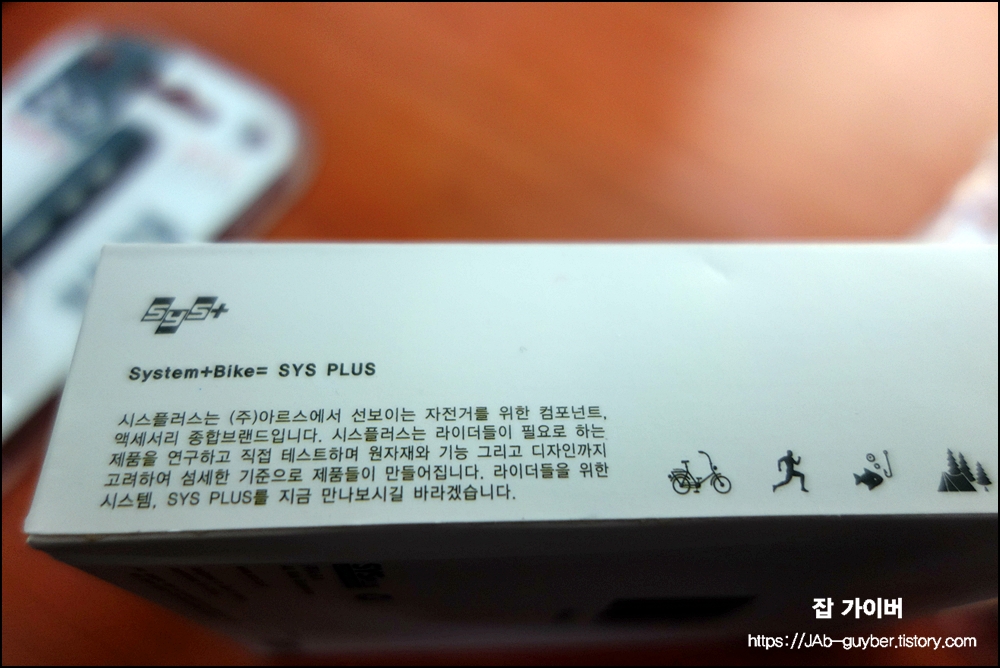 SyS+
System+Bike= SYS PLUS
시스플러스는 (주)아르스에서 선보이는 자전거를 위한 컴포넌트,
액세서리 종합브랜드입니다. 시스플러스는 라이더들이 필요로 하는
제품을 연구하고 직접 테스트하며 원자재와 기능 그리고 디자인까지
고려하여 섬세한 기준으로 제품들이 만들어집니다. 라이더들을 위한
시스템, SYS PLUS를 지금 만나보시길 바라겠습니다.
잡 가이버
https://JAb-guyber.tistory.com